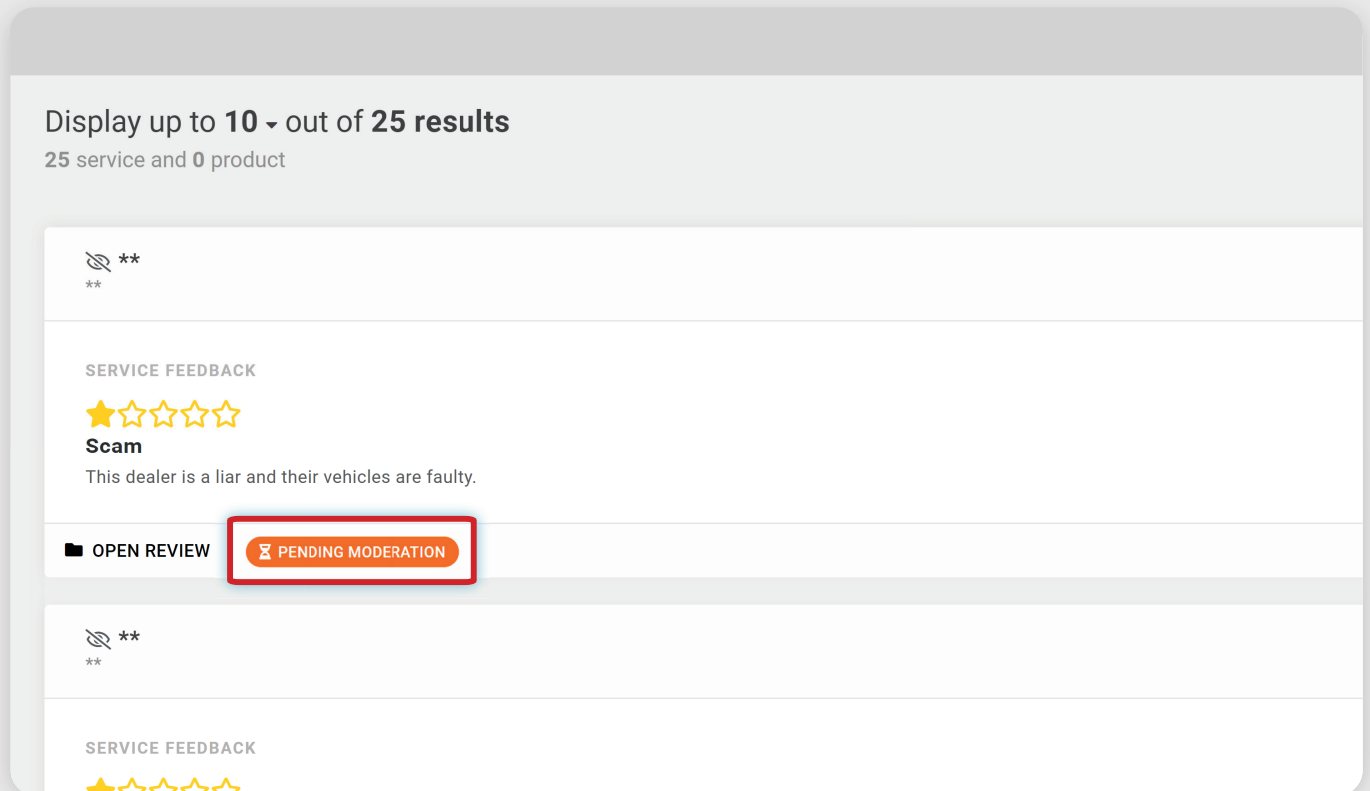 Display up to 10 out of 25 results
25 service and 0 product
**
**
SERVICE FEEDBACK
Scam
This dealer is a liar and their vehicles are faulty.
OPEN REVIEW PENDING MODERATION
**
**
SERVICE FEEDBACK